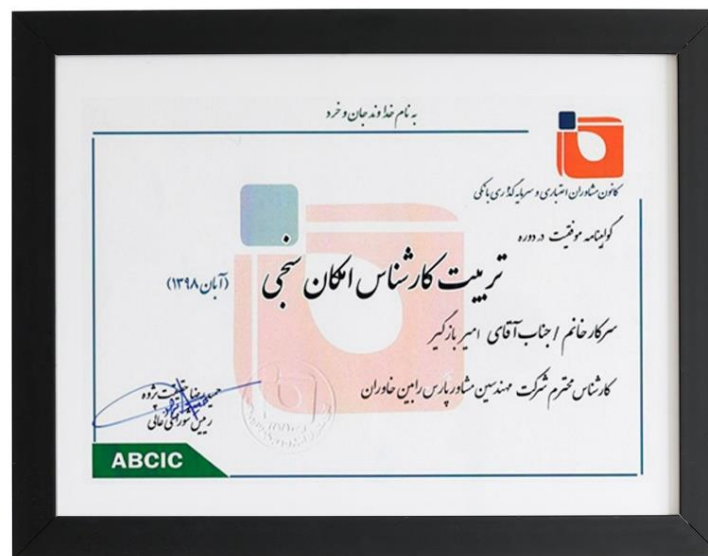 به نام خداوند جان و خرد
کانون مشاوران اعتباری و سرمایه گذاری بانکی
گواهینامه موفقیت در دوره
تربیت کارشناس امکان سنجی (آبان ۱۳۹۸)
سرکار خانم / جناب آقای امیر بازگیر
کارشناس محترم شرکت مهندسین مشاور پارس رامین خاوران
حمیدرضا
رییس شورای عالی
ABCIC